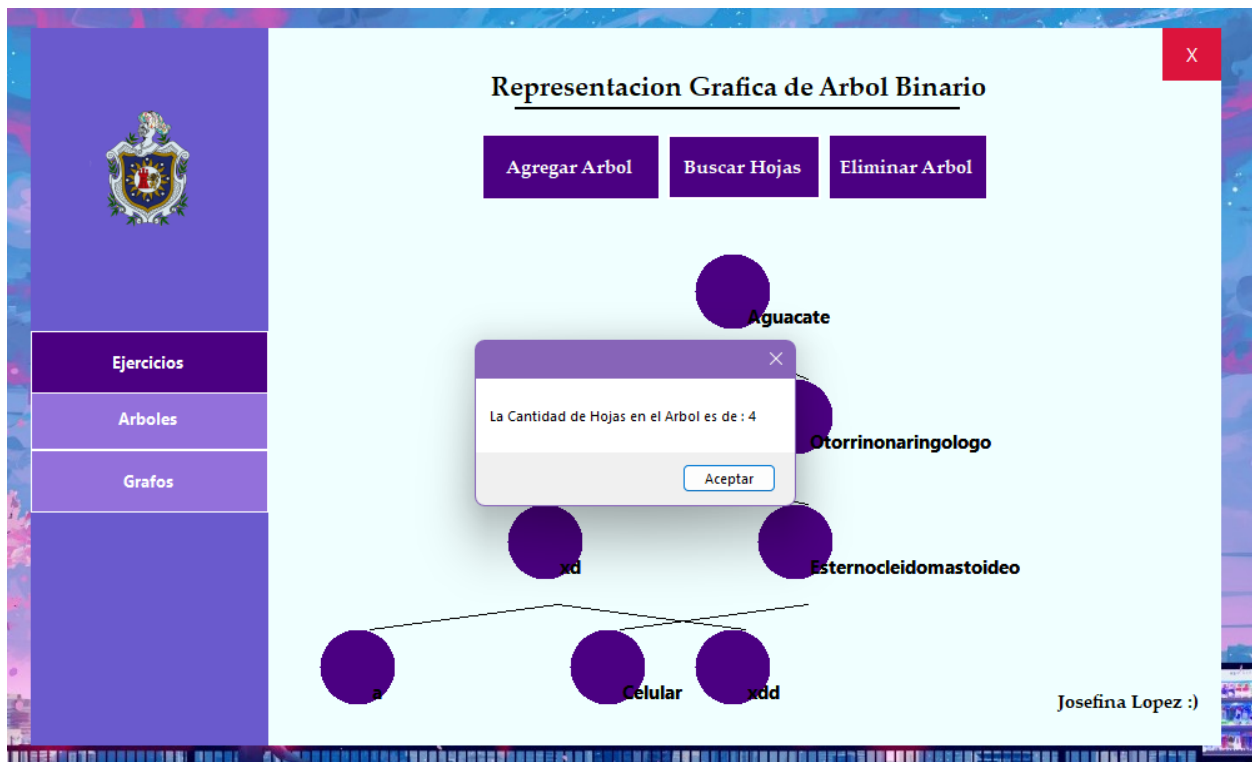 X
Representacion Grafica de Arbol Binario
Agregar Arbol
Buscar Hojas
Eliminar Arbol
Ejercicios
Arboles
Grafos
Aguacate
La Cantidad de Hojas en el Arbol es de : 4
Aceptar
Otorrinonaringologo
xd
Esternocleidomastoideo
a
Celular
xdd
Josefina Lopez :)